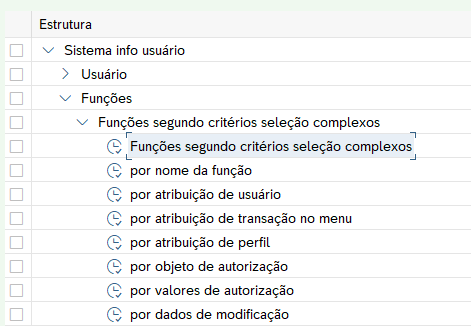 Estrutura
Sistema info usuário
Usuário
Funções
Funções segundo critérios seleção complexos
Funções segundo critérios seleção complexos
por nome da função
por atribuição de usuário
por atribuição de transação no menu
por atribuição de perfil
por objeto de autorização
por valores de autorização
por dados de modificação